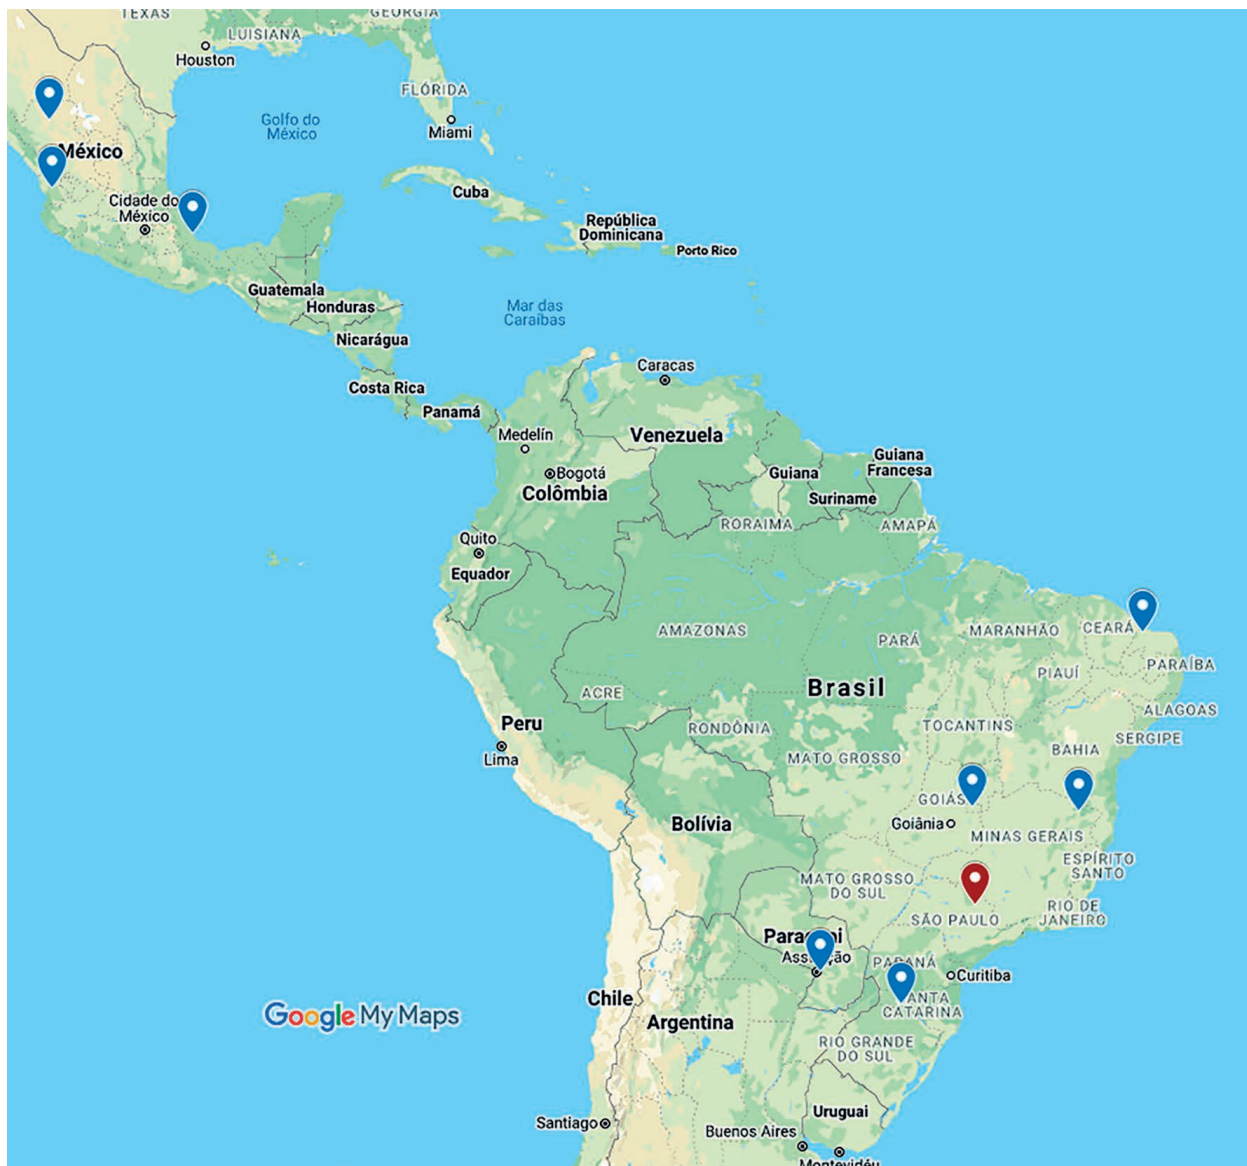 TEXAS
GEORGIA
LUISIANA
Houston
FLÓRIDA
Golfo do
México
Miami
México
Cuba
Cidade do
México
República
Dominicana
Porto Rico
Guatemala
Honduras
Mar das
Caraíbas
Nicarágua
Caracas
Costa Rica
Panamá
Medelín
Venezuela
Bogotá
Colômbia
Guiana
Guiana
Francesa
Suriname
RORAIMA
AMAPÁ
Quito
Equador
AMAZONAS
PARÁ
MARANHÃO
CEARÁ
PARAÍBA
PIAUÍ
ACRE
Brasil
ALAGOAS
Peru
RONDÔNIA
TOCANTINS
SERGIPE
BAHIA
Lima
MATO GROSSO
GOIÁS
Bolívia
Goiânia
MINAS GERAIS
ESPÍRITO
SANTO
MATO GROSSO
DO SUL
SÃO PAULO
RIO DE
JANEIRO
PARANÁ
Curitiba
Chile
CATARINA
Google My Maps
Argentina
RIO GRANDE
DO SUL
Uruguai
Santiago
Buenos Aires
Montevidéu